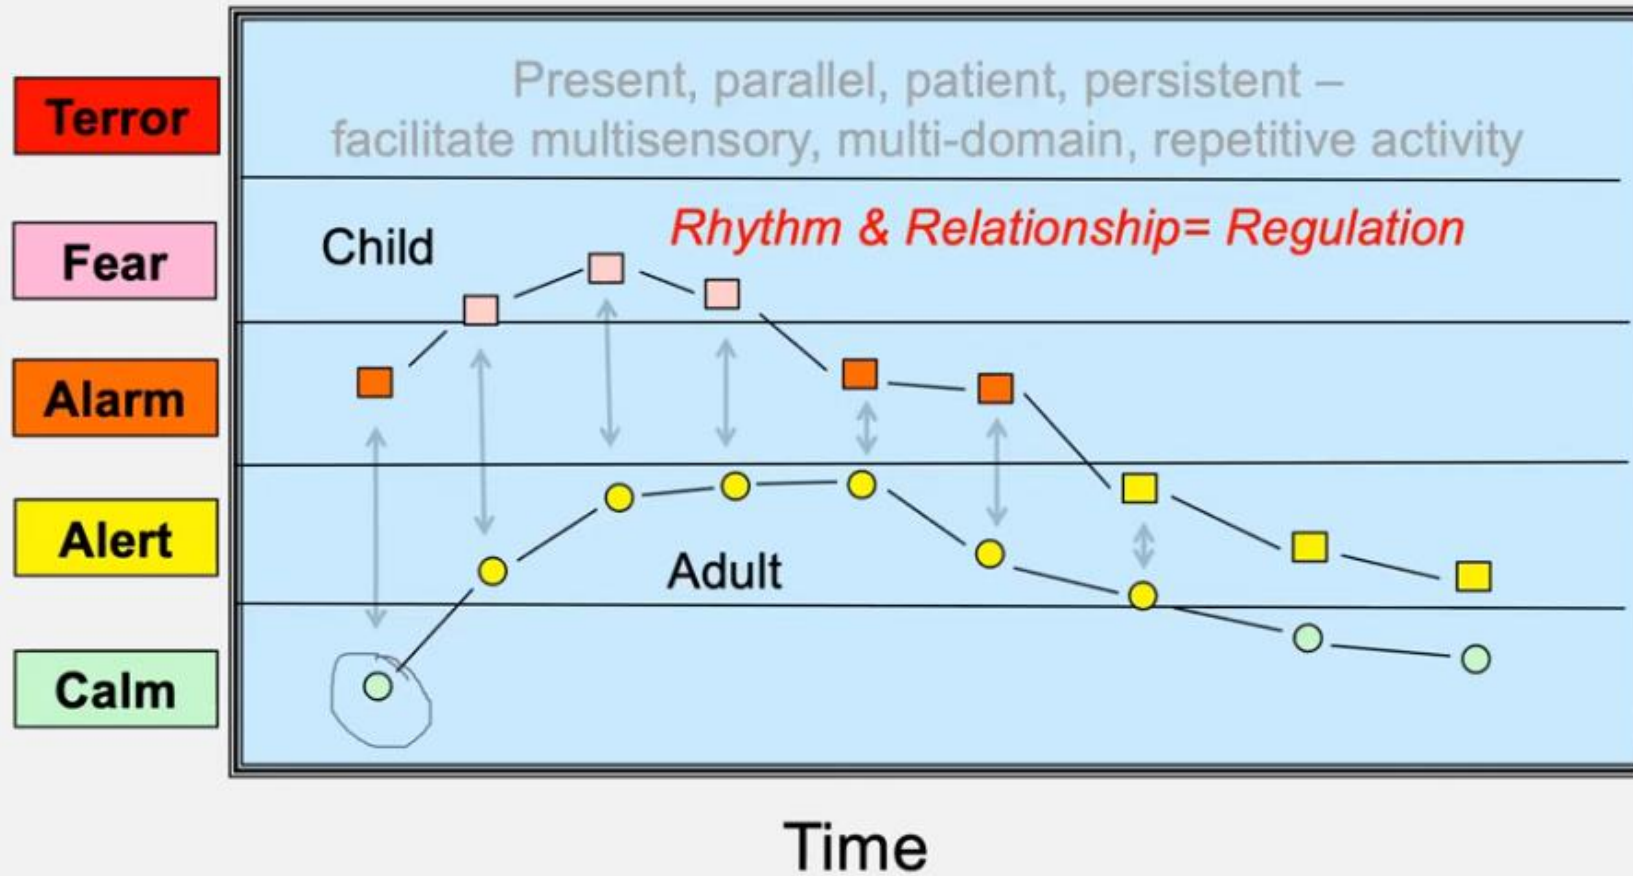 Present, parallel, patient, persistent –
facilitate multisensory, multi-domain, repetitive activity
Terror
Rhythm & Relationship= Regulation
Child
Fear
Alarm
Alert
Adult
Calm
Time